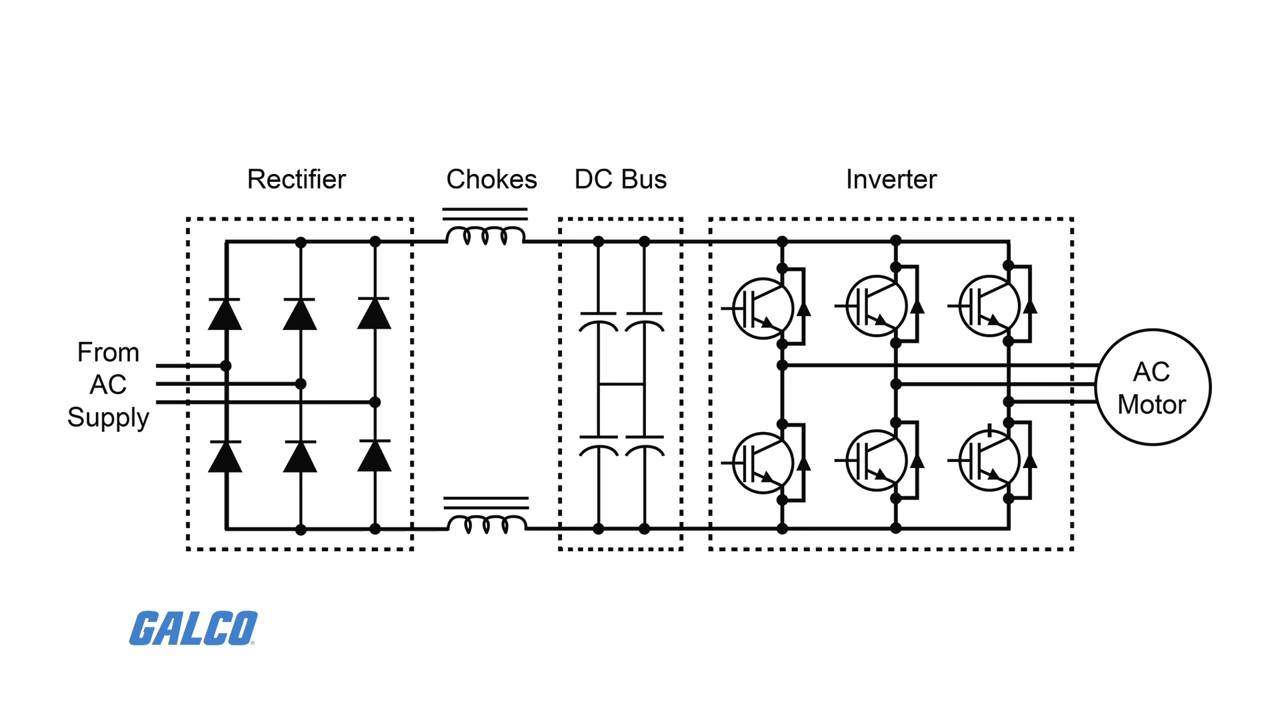 Rectifier
Chokes
DC Bus
Inverter
From
AC
Supply
AC
Motor
GALCO